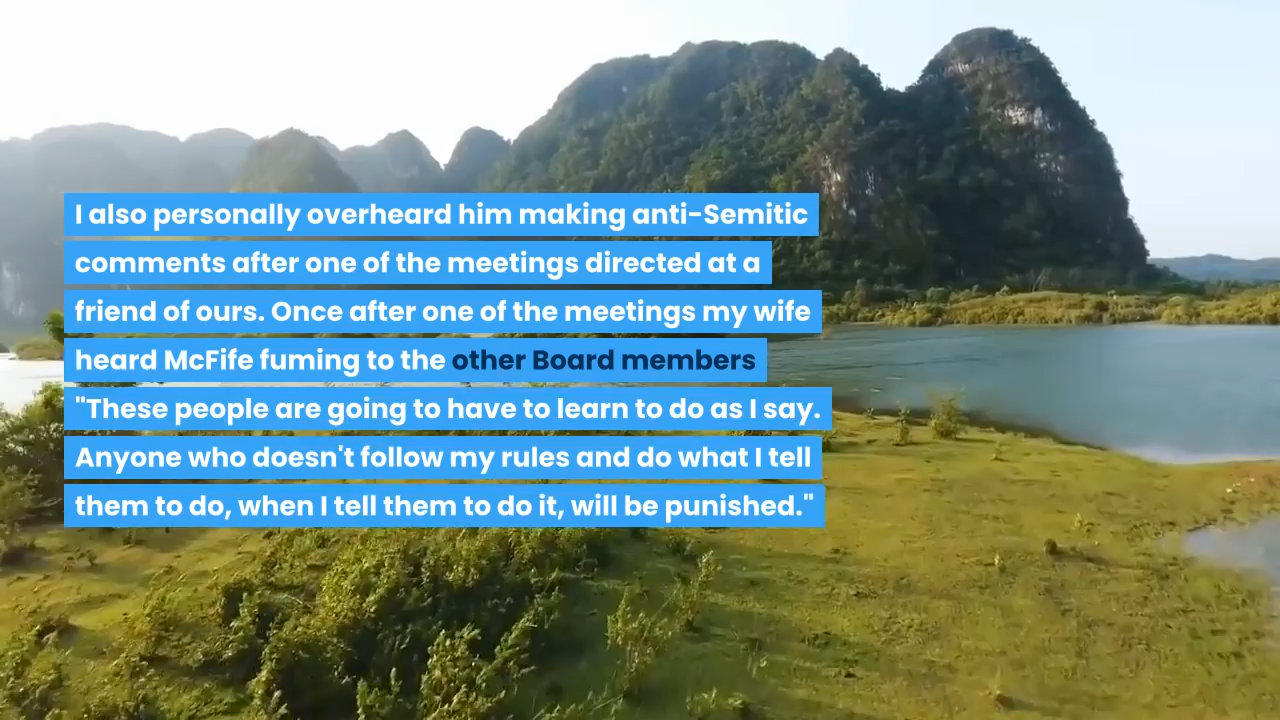 I also personally overheard him making anti-Semitic
comments after one of the meetings directed at a
friend of ours. Once after one of the meetings my wife
heard McFife fuming to the other Board members
"These people are going to have to learn to do as I say.
Anyone who doesn't follow my rules and do what I tell
them to do, when I tell them to do it, will be punished."